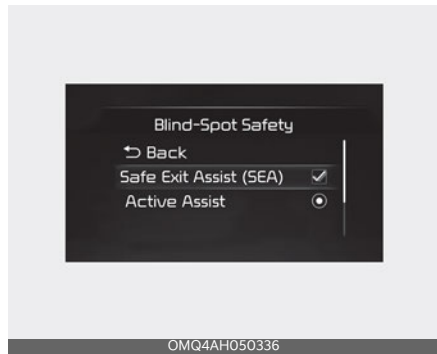 Blind-Spot Safety
Back
Safe Exit Assist (SEA)
Active Assist
OMQ4AH050336